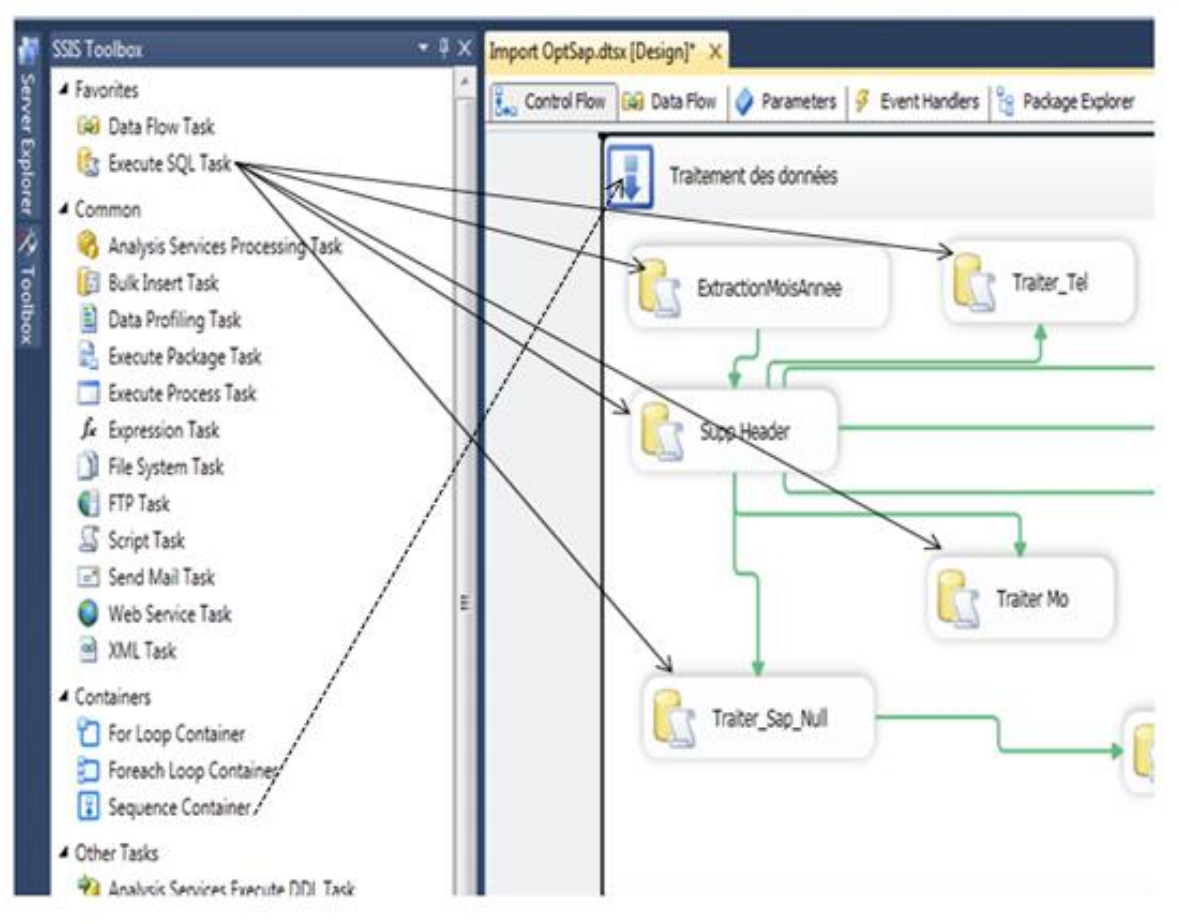 SSIS Toolbox
Import OptSap.dtsx [Design]*
Server Explorer
Toolbox
Favorites
Data Flow Task
Execute SQL Task
Common
Analysis Services Processing Task
Bulk Insert Task
Data Profiling Task
Execute Package Task
Execute Process Task
Expression Task
File System Task
FTP Task
Script Task
Send Mail Task
Web Service Task
XML Task
Containers
For Loop Container
Foreach Loop Container
Sequence Container
Other Tasks
Analysis Services Execute DDL Task
Control Flow
Data Flow
Parameters
Event Handlers
Package Explorer
Traitement des données
ExtractionMoisAnnee
Traiter_Tel
Supp Header
Traiter Mo
Traiter_Sap_Null